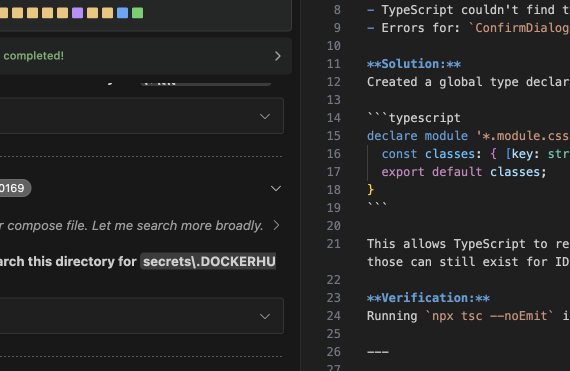 completed!
0169
r compose file. Let me search more broadly.
arch this directory for secrets\.DOCKERHU
8 - TypeScript couldn't find t
9 - Errors for: `ConfirmDialog
10
11 **Solution:**
12 Created a global type declar
13
14 ```typescript
15 declare module '*.module.css
16 const classes: { [key: str
17 export default classes;
18 }
19 ```
20
21 This allows TypeScript to re
those can still exist for ID
22
23 **Verification:**
24 Running `npx tsc --noEmit` i
25
26 ---
27